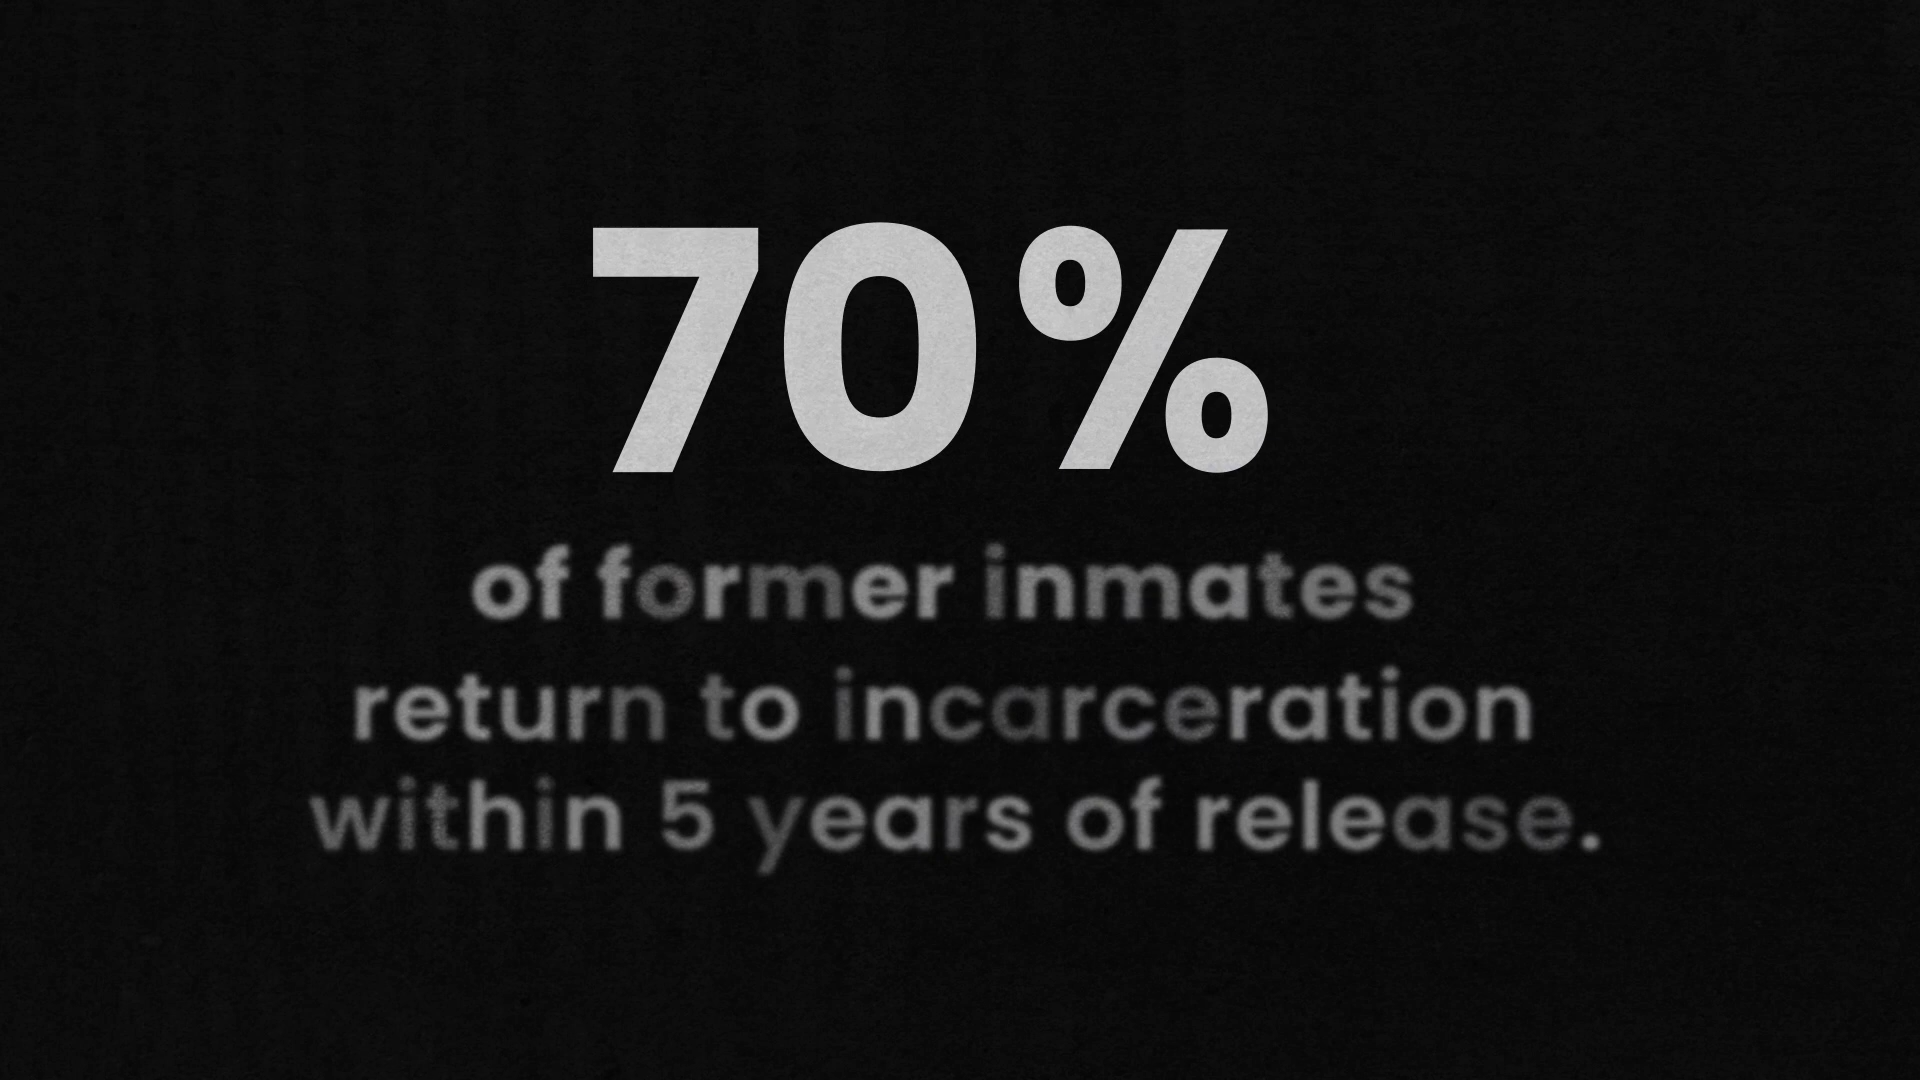 70%
of former inmates
return to incarceration
within 5 years of release.